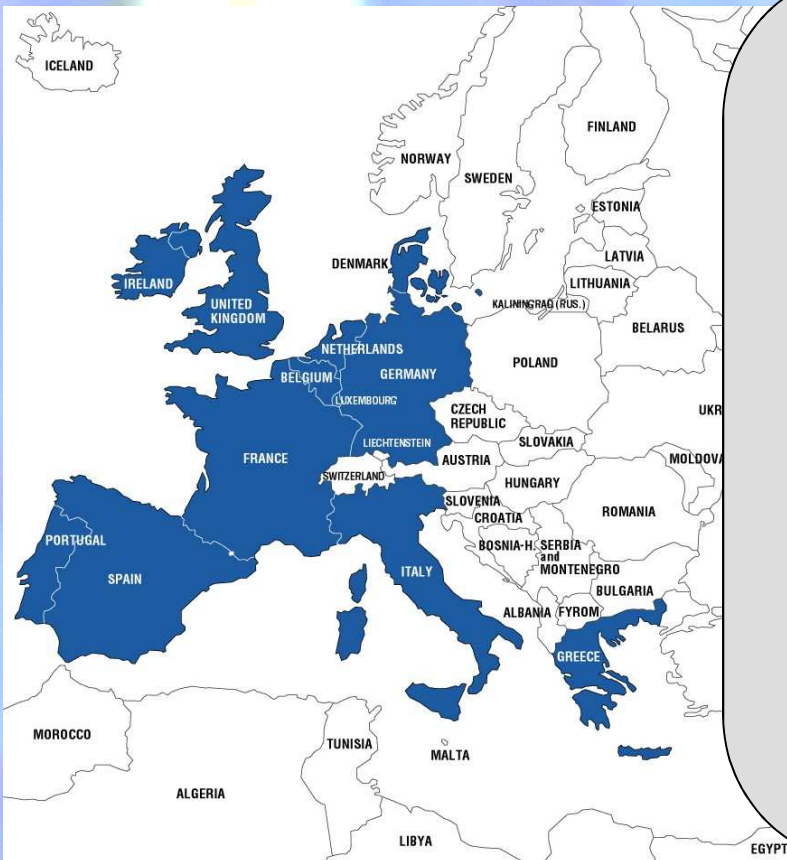 ICELAND
FINLAND
NORWAY
SWEDEN
ESTONIA
LATVIA
DENMARK
LITHUANIA
IRELAND
KALININGRAD (RUS.)
UNITED
KINGDOM
BELARUS
NETHERLANDS
POLAND
BELGIUM
GERMANY
LUXEMBOURG
CZECH
REPUBLIC
UKR
SLOVAKIA
LIECHTENSTEIN
FRANCE
AUSTRIA
MOLDOVA
SWITZERLAND
HUNGARY
SLOVENIA
ROMANIA
CROATIA
PORTUGAL
BOSNIA-H.
SERBIA
and
MONTENEGRO
ITALY
SPAIN
BULGARIA
ALBANIA
FYROM
GREECE
MOROCCO
TUNISIA
MALTA
ALGERIA
LIBYA
EGYPT